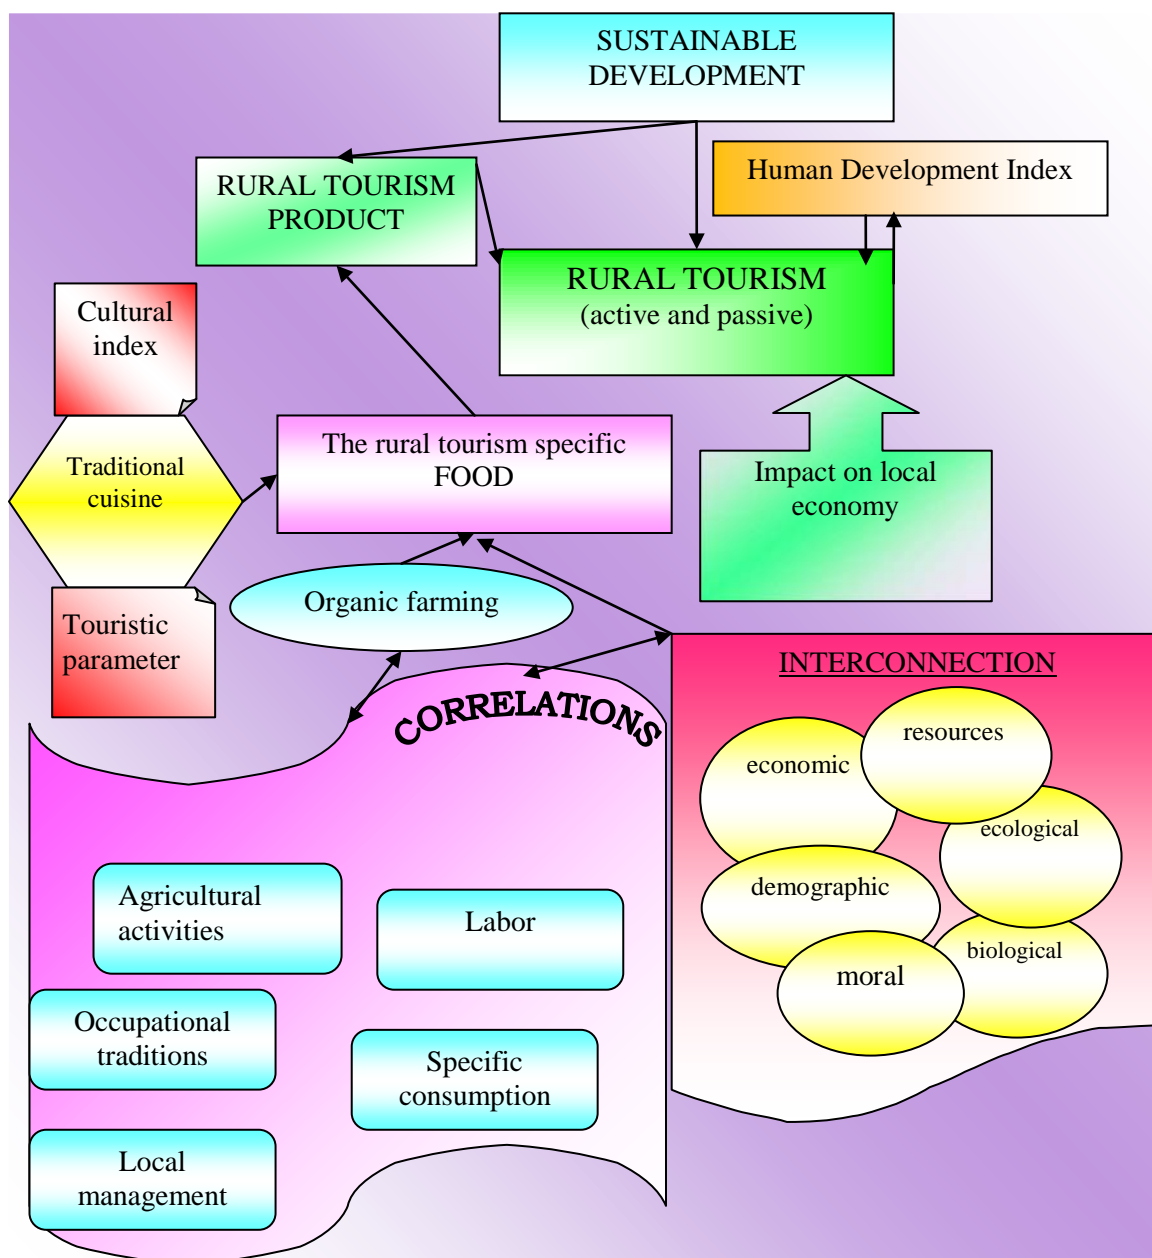 SUSTAINABLE
DEVELOPMENT
Human Development Index
RURAL TOURISM
PRODUCT
RURAL TOURISM
(active and passive)
Cultural
index
The rural tourism specific
FOOD
Traditional
cuisine
Impact on local
economy
Organic farming
Touristic
parameter
CORRELATIONS
Agricultural
activities
Labor
Occupational
traditions
Specific
consumption
Local
management
INTERCONNECTION
resources
economic
ecological
demographic
biological
moral